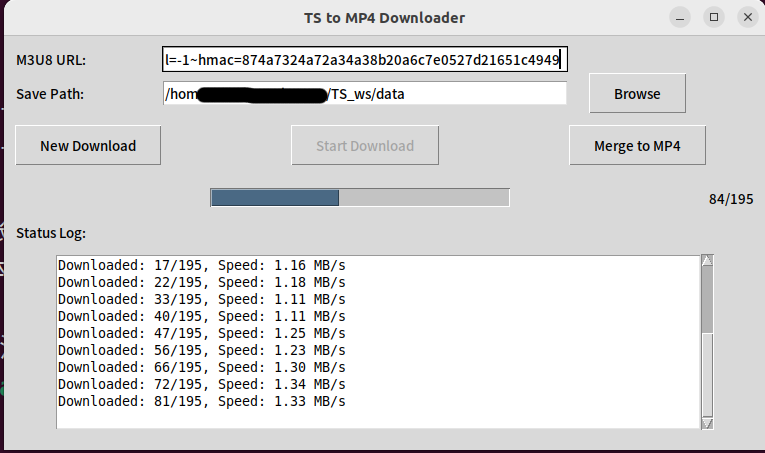 TS to MP4 Downloader
M3U8 URL: l=-1~hmac=874a7324a72a34a38b20a6c7e0527d21651c4949
Save Path: /hom /TS_ws/data Browse
New Download Start Download Merge to MP4
84/195
Status Log:
Downloaded: 17/195, Speed: 1.16 MB/s
Downloaded: 22/195, Speed: 1.18 MB/s
Downloaded: 33/195, Speed: 1.11 MB/s
Downloaded: 40/195, Speed: 1.11 MB/s
Downloaded: 47/195, Speed: 1.25 MB/s
Downloaded: 56/195, Speed: 1.23 MB/s
Downloaded: 66/195, Speed: 1.30 MB/s
Downloaded: 72/195, Speed: 1.34 MB/s
Downloaded: 81/195, Speed: 1.33 MB/s